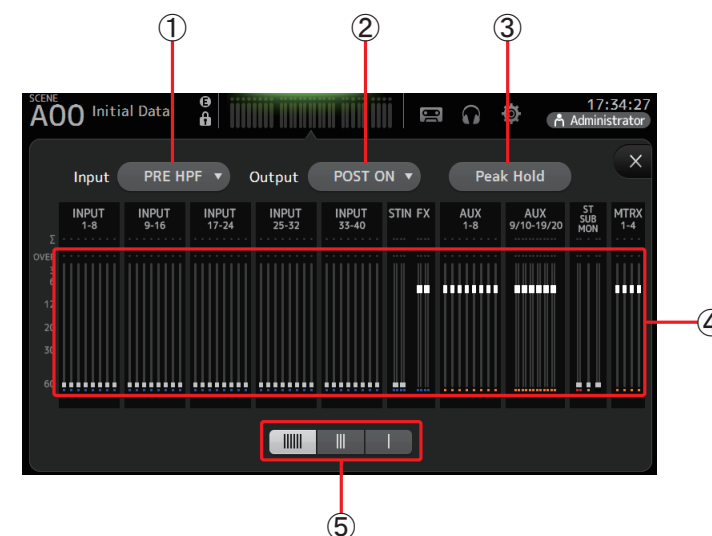 ① ② ③
SCENE
A00 Initial Data E 17:34:27
Administrator
Input PRE HPF ▼ Output POST ON ▼ Peak Hold ×
INPUT 1-8 INPUT 9-16 INPUT 17-24 INPUT 25-32 INPUT 33-40 STIN FX AUX 1-8 AUX 9/10-19/20 ST SUB MON MTRX 1-4
Σ
OVER
6
12
20
30
60
④
⑤